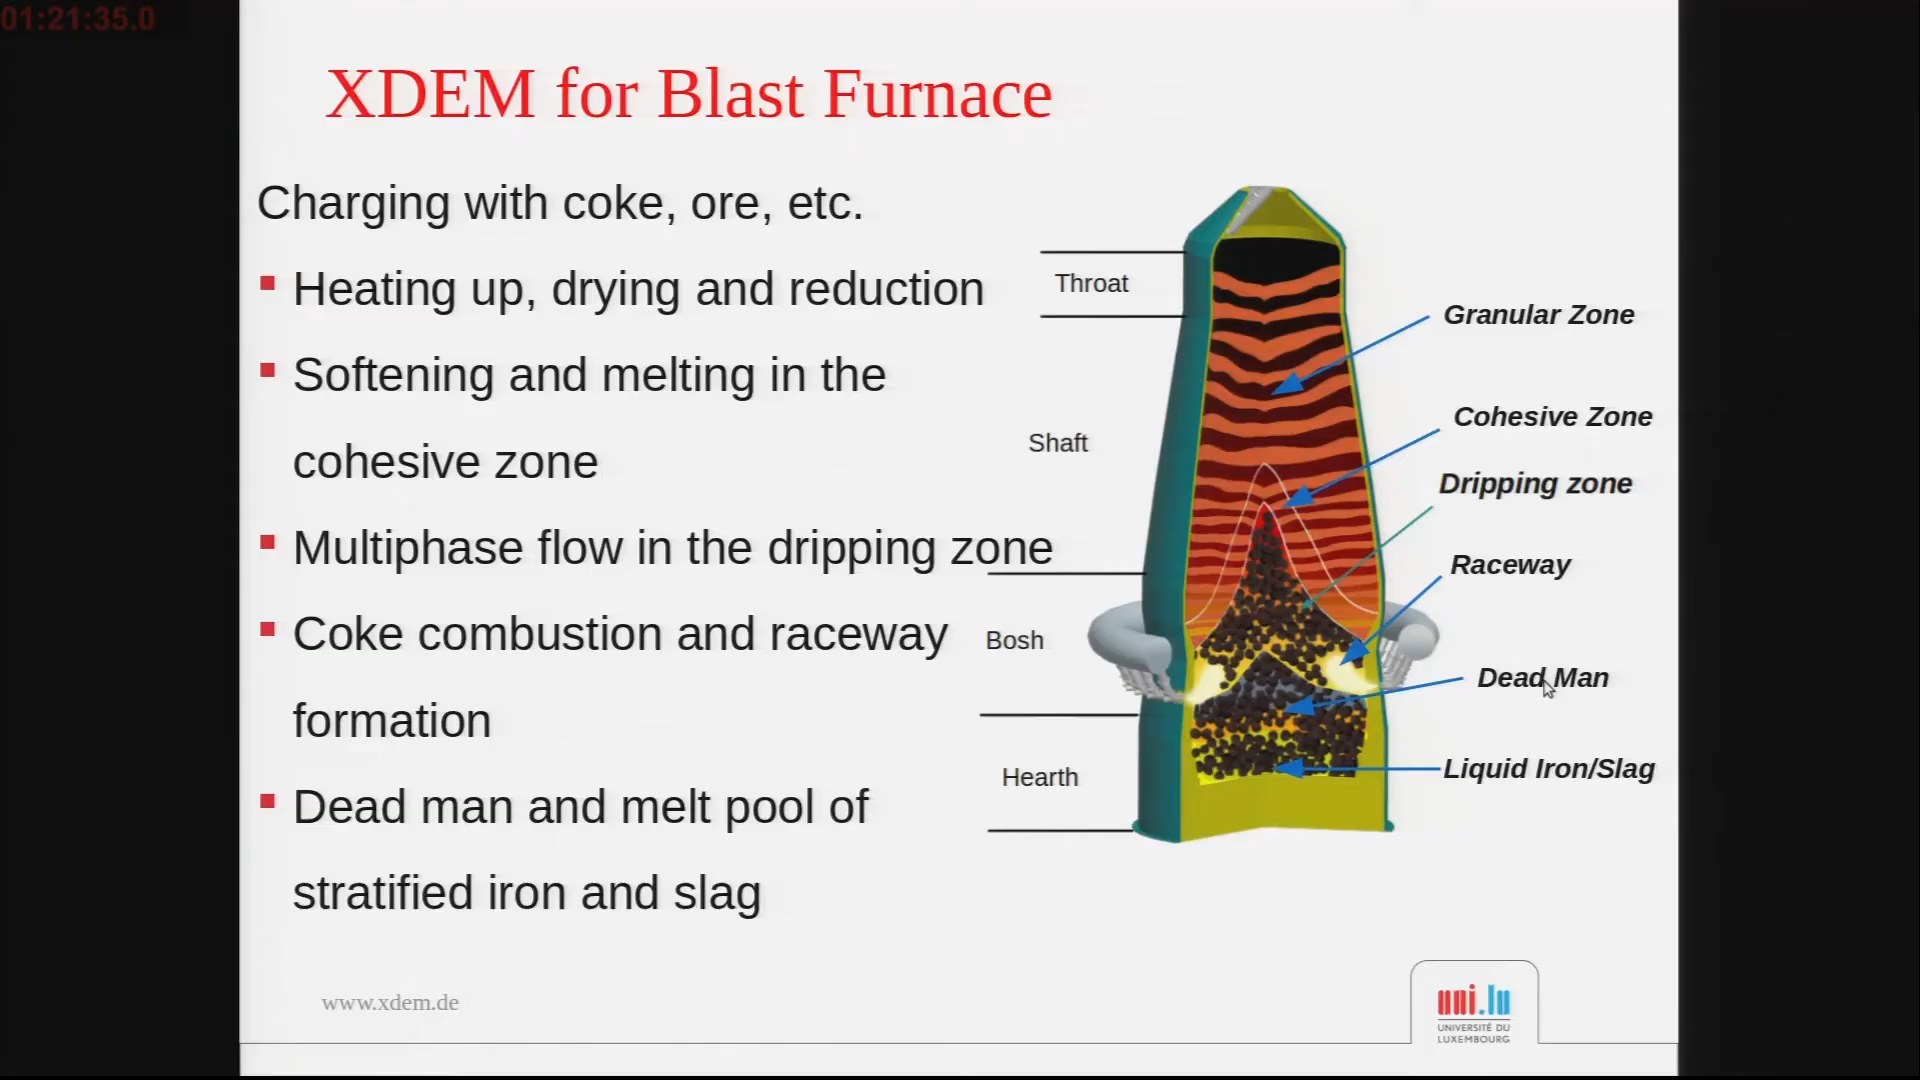 01:21:35.0
XDEM for Blast Furnace
Charging with coke, ore, etc.
Heating up, drying and reduction
Softening and melting in the
cohesive zone
Multiphase flow in the dripping zone
Coke combustion and raceway
formation
Dead man and melt pool of
stratified iron and slag
Throat
Shaft
Bosh
Hearth
Granular Zone
Cohesive Zone
Dripping zone
Raceway
Dead Man
Liquid Iron/Slag
www.xdem.de
uni.lu
UNIVERSITÉ DU
LUXEMBOURG